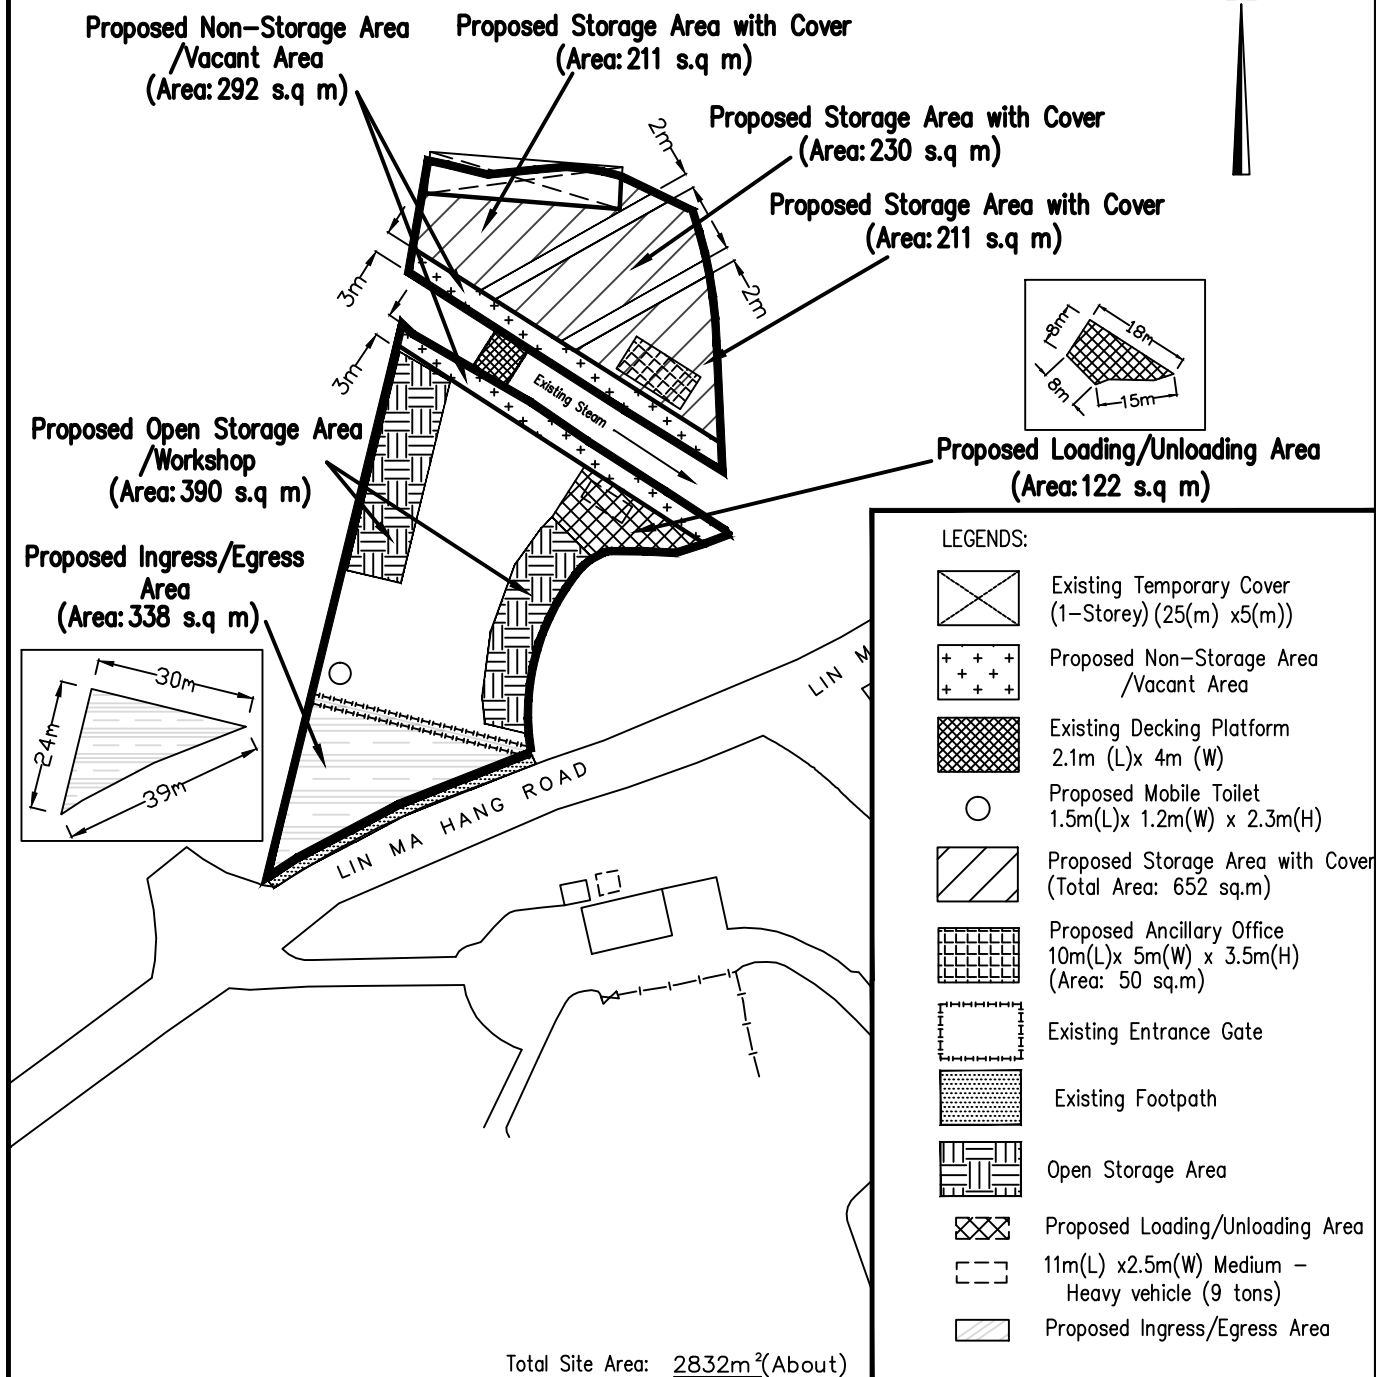 Proposed Non-Storage Area
/Vacant Area
(Area: 292 s.q m)
Proposed Storage Area with Cover
(Area: 211 s.q m)
Proposed Storage Area with Cover
(Area: 230 s.q m)
Proposed Storage Area with Cover
(Area: 211 s.q m)
2m
2m
3m
3m
Existing Steam
8m
18m
8m
15m
Proposed Loading/Unloading Area
(Area: 122 s.q m)
Proposed Open Storage Area
/Workshop
(Area: 390 s.q m)
Proposed Ingress/Egress
Area
(Area: 338 s.q m)
30m
24m
39m
LIN MA HANG ROAD
LIN M
LEGENDS:
Existing Temporary Cover
(1-Storey) (25(m) x5(m))
Proposed Non-Storage Area
/Vacant Area
Existing Decking Platform
2.1m (L)x 4m (W)
Proposed Mobile Toilet
1.5m(L)x 1.2m(W) x 2.3m(H)
Proposed Storage Area with Cover
(Total Area: 652 sq.m)
Proposed Ancillary Office
10m(L)x 5m(W) x 3.5m(H)
(Area: 50 sq.m)
Existing Entrance Gate
Existing Footpath
Open Storage Area
Proposed Loading/Unloading Area
11m(L) x2.5m(W) Medium -
Heavy vehicle (9 tons)
Proposed Ingress/Egress Area
Total Site Area: 2832m²(About)